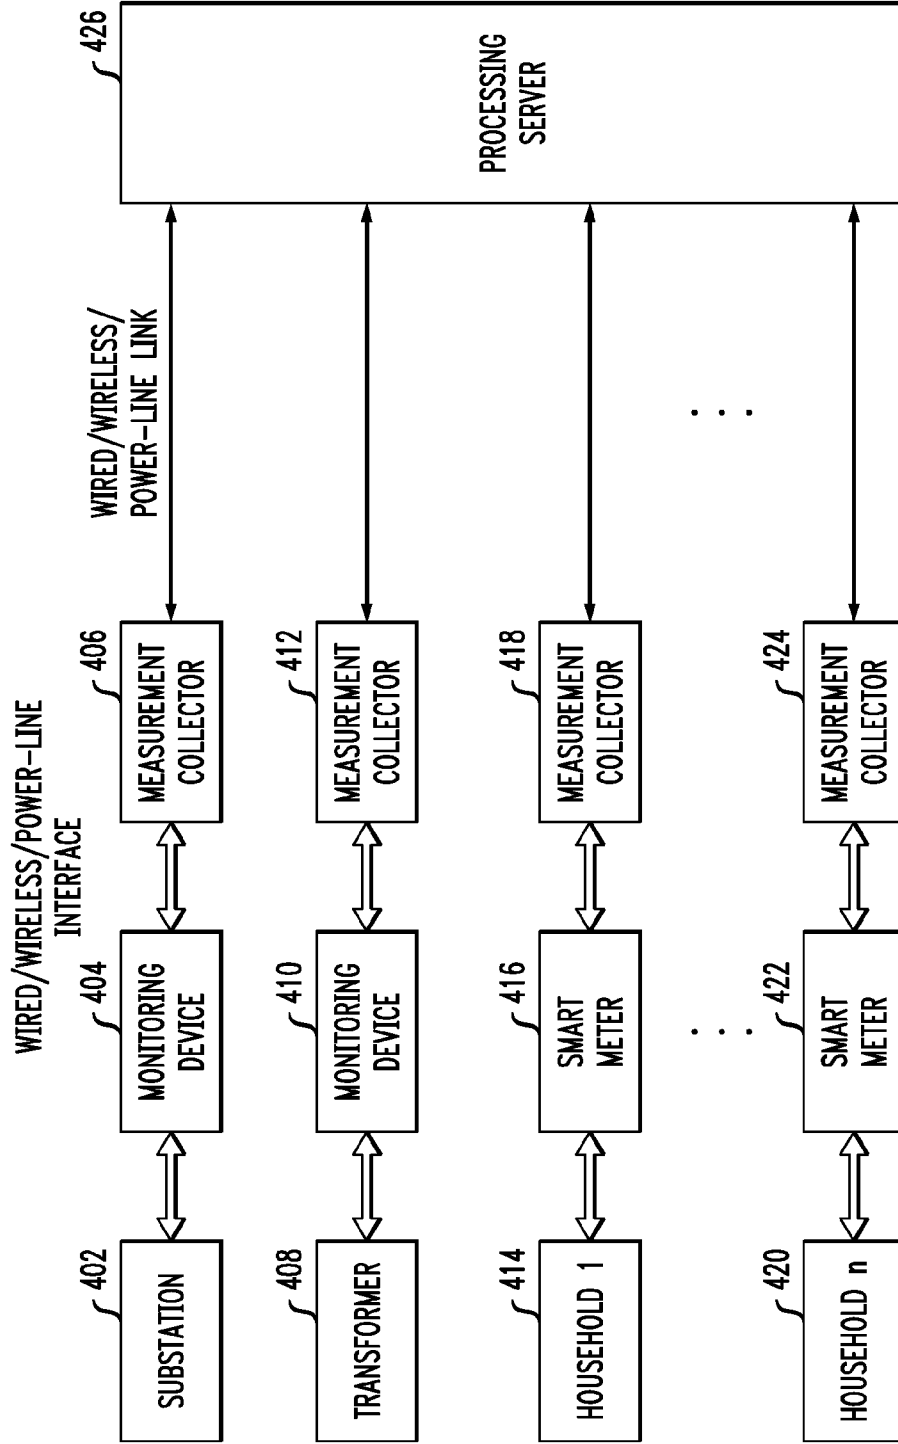 WIRED/WIRELESS/POWER-LINE
INTERFACE
WIRED/WIRELESS/
POWER-LINE LINK
402
SUBSTATION
404
MONITORING
DEVICE
406
MEASUREMENT
COLLECTOR
426
PROCESSING
SERVER
408
TRANSFORMER
410
MONITORING
DEVICE
412
MEASUREMENT
COLLECTOR
414
HOUSEHOLD 1
416
SMART
METER
418
MEASUREMENT
COLLECTOR
. . .
. . .
420
HOUSEHOLD n
422
SMART
METER
424
MEASUREMENT
COLLECTOR